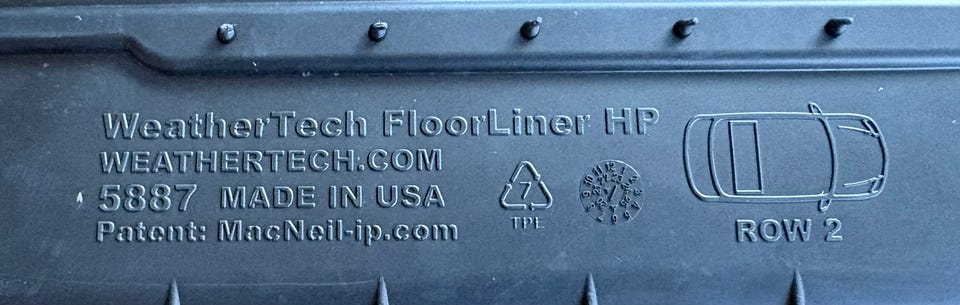 WeatherTech FloorLiner HP
WEATHERTECH.COM
5887 MADE IN USA
Patent: MacNeil-ip.com
7
TPE
ROW 2